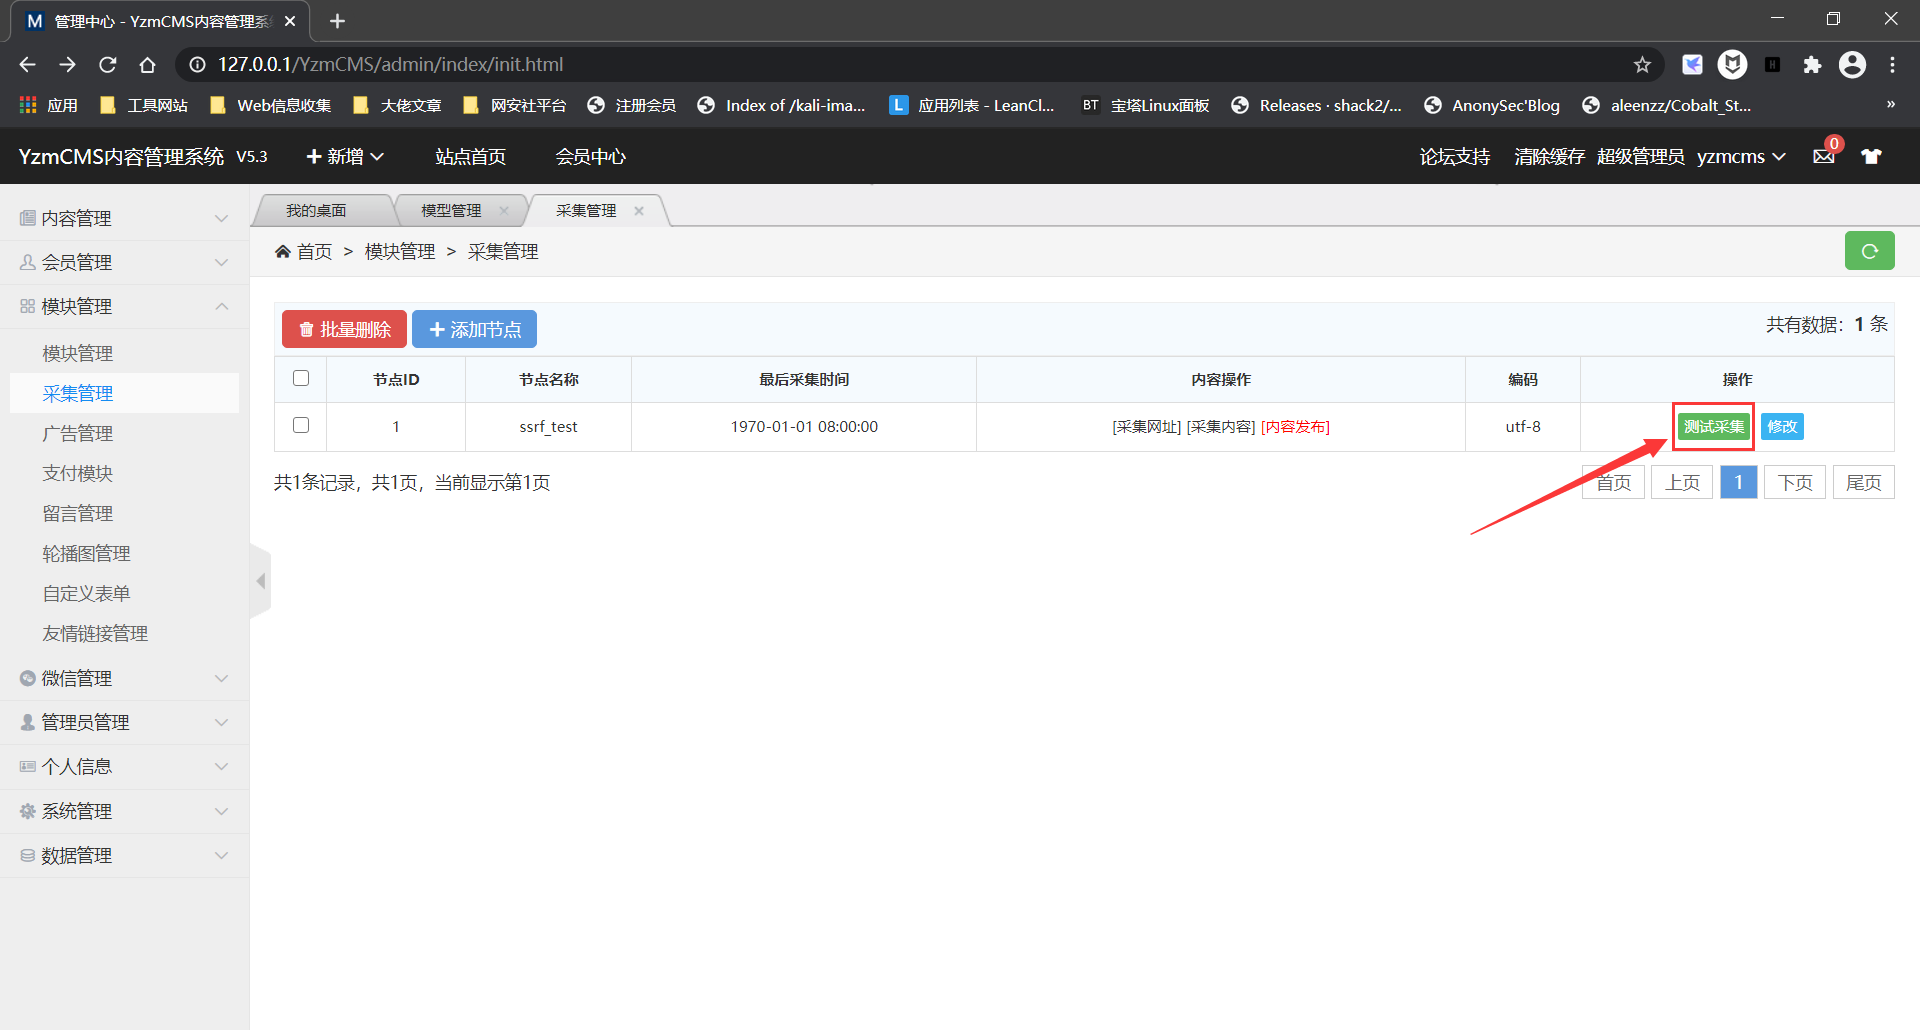 管理中心 - YzmCMS内容管理系
127.0.0.1/YzmCMS/admin/index/init.html
应用 工具网站 Web信息收集 大佬文章 网安社平台 注册会员 Index of /kali-ima... L 应用列表 - LeanCl... BT 宝塔Linux面板 Releases · shack2/... AnonySec'Blog aleenzz/Cobalt_St... »
YzmCMS内容管理系统 V5.3 新增 站点首页 会员中心 论坛支持 清除缓存 超级管理员 yzmcms 0
我的桌面 模型管理 采集管理
首页 > 模块管理 > 采集管理
内容管理
会员管理
模块管理
模块管理
采集管理
广告管理
支付模块
留言管理
轮播图管理
自定义表单
友情链接管理
微信管理
管理员管理
个人信息
系统管理
数据管理
批量删除 添加节点 共有数据：1 条
节点ID 节点名称 最后采集时间 内容操作 编码 操作
1 ssrf_test 1970-01-01 08:00:00 [采集网址] [采集内容] [内容发布] utf-8 测试采集 修改
共1条记录，共1页，当前显示第1页 首页 上页 1 下页 尾页